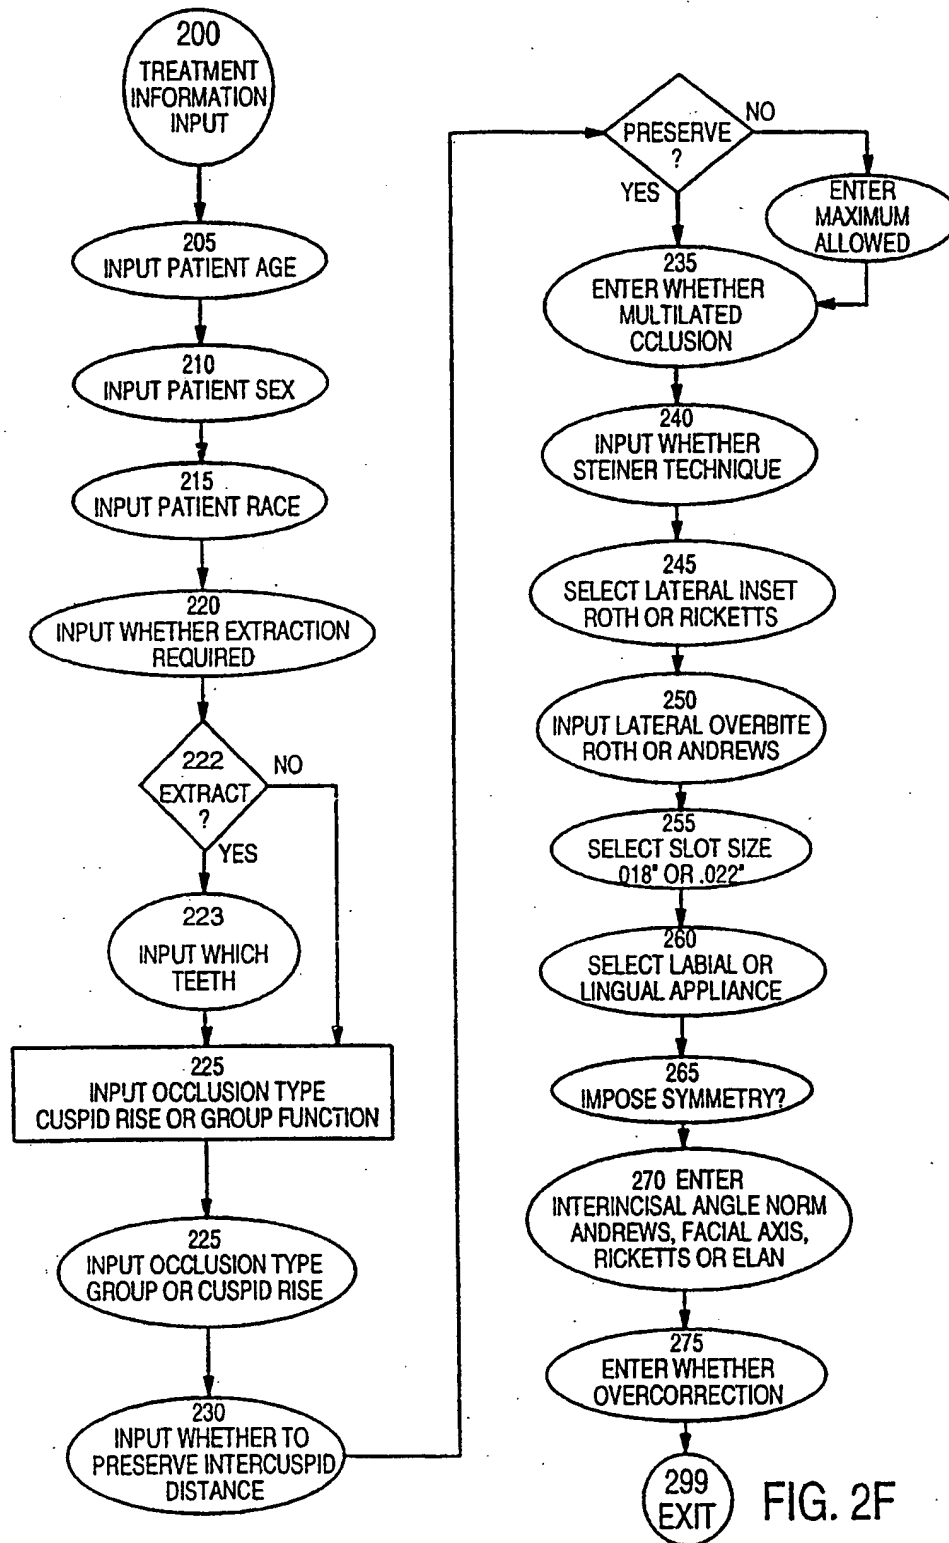 200
TREATMENT
INFORMATION
INPUT
205
INPUT PATIENT AGE
210
INPUT PATIENT SEX
215
INPUT PATIENT RACE
220
INPUT WHETHER EXTRACTION
REQUIRED
222
EXTRACT
?
NO
YES
223
INPUT WHICH
TEETH
225
INPUT OCCLUSION TYPE
CUSPID RISE OR GROUP FUNCTION
225
INPUT OCCLUSION TYPE
GROUP OR CUSPID RISE
230
INPUT WHETHER TO
PRESERVE INTERCUSPID
DISTANCE
PRESERVE
?
NO
YES
ENTER
MAXIMUM
ALLOWED
235
ENTER WHETHER
MULTILATED
CCLUSION
240
INPUT WHETHER
STEINER TECHNIQUE
245
SELECT LATERAL INSET
ROTH OR RICKETTS
250
INPUT LATERAL OVERBITE
ROTH OR ANDREWS
255
SELECT SLOT SIZE
.018" OR .022"
260
SELECT LABIAL OR
LINGUAL APPLIANCE
265
IMPOSE SYMMETRY?
270 ENTER
INTERINCISAL ANGLE NORM
ANDREWS, FACIAL AXIS,
RICKETTS OR ELAN
275
ENTER WHETHER
OVERCORRECTION
299
EXIT
FIG. 2F